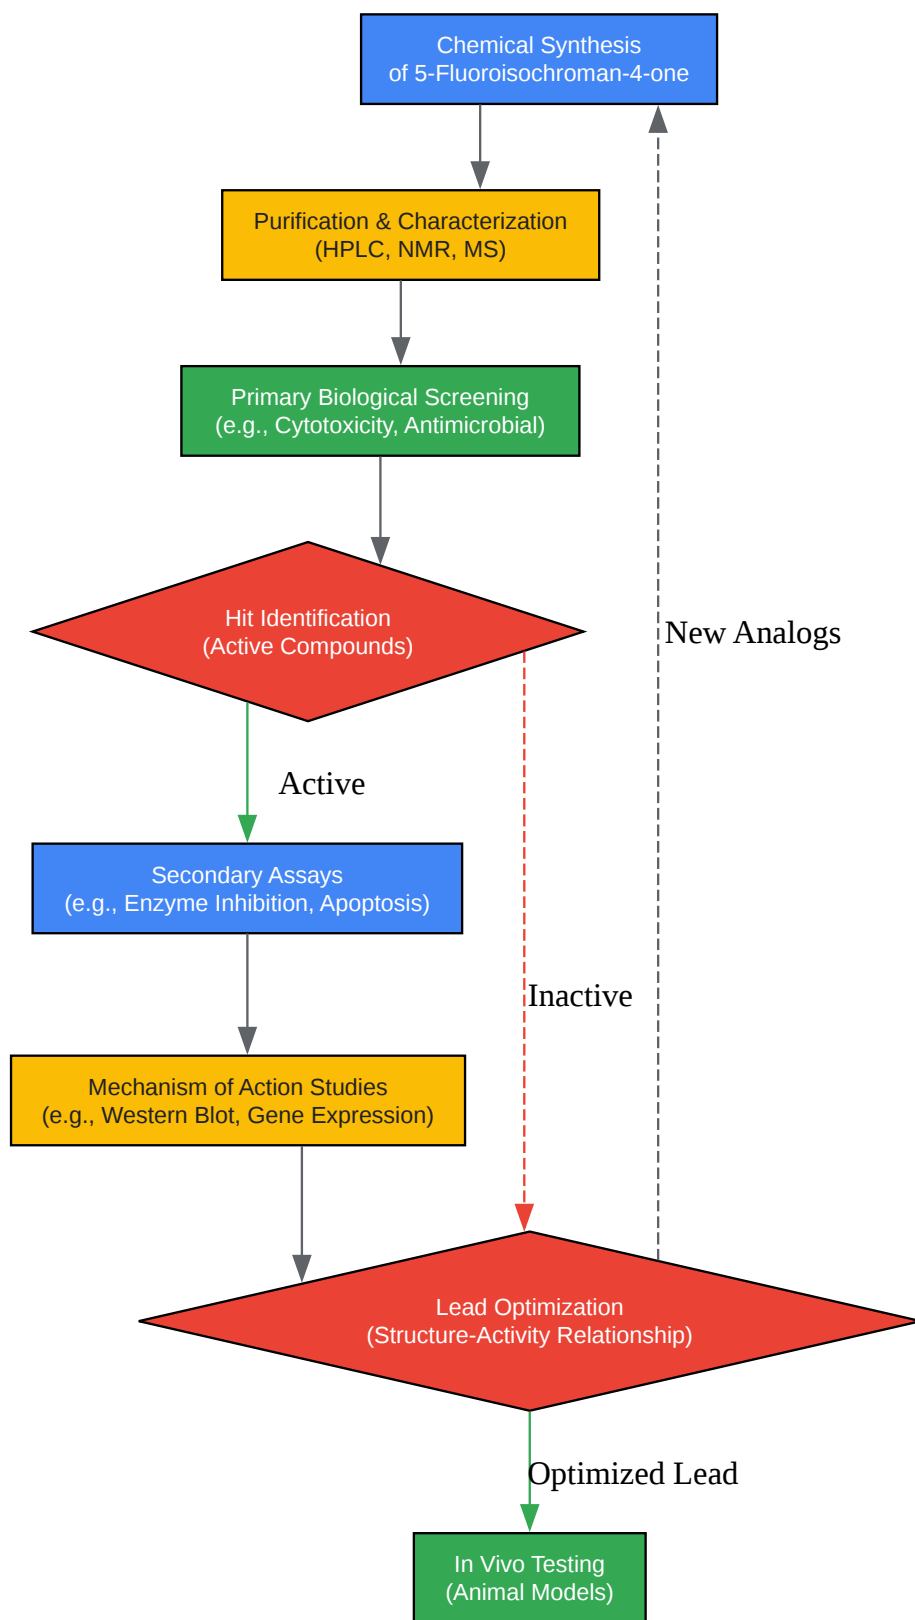 Chemical Synthesis
of 5-Fluoroisochroman-4-one
Purification & Characterization
(HPLC, NMR, MS)
Primary Biological Screening
(e.g., Cytotoxicity, Antimicrobial)
Hit Identification
(Active Compounds)
New Analogs
Active
Secondary Assays
(e.g., Enzyme Inhibition, Apoptosis)
Inactive
Mechanism of Action Studies
(e.g., Western Blot, Gene Expression)
Lead Optimization
(Structure-Activity Relationship)
Optimized Lead
In Vivo Testing
(Animal Models)